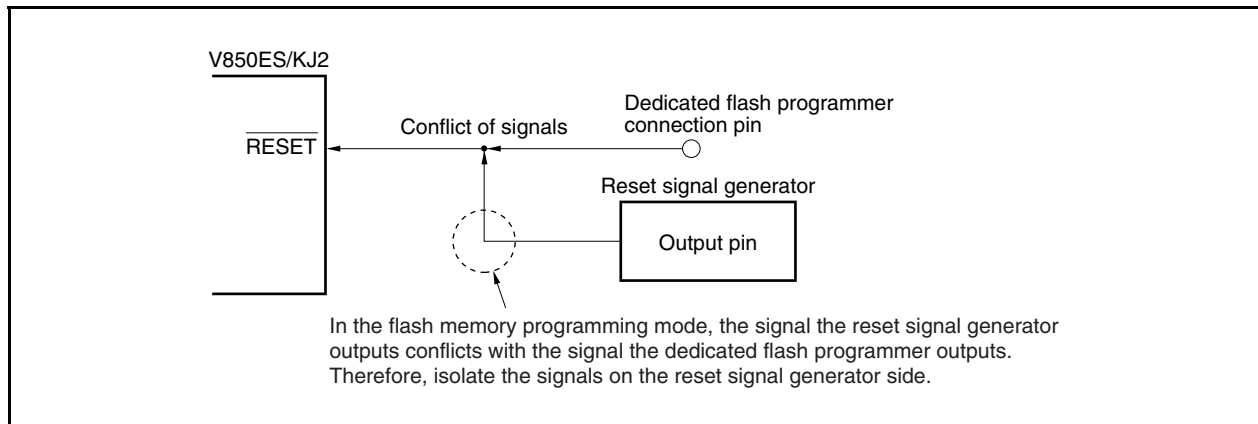 V850ES/KJ2
RESET
Conflict of signals
Dedicated flash programmer
connection pin
Reset signal generator
Output pin
In the flash memory programming mode, the signal the reset signal generator
outputs conflicts with the signal the dedicated flash programmer outputs.
Therefore, isolate the signals on the reset signal generator side.